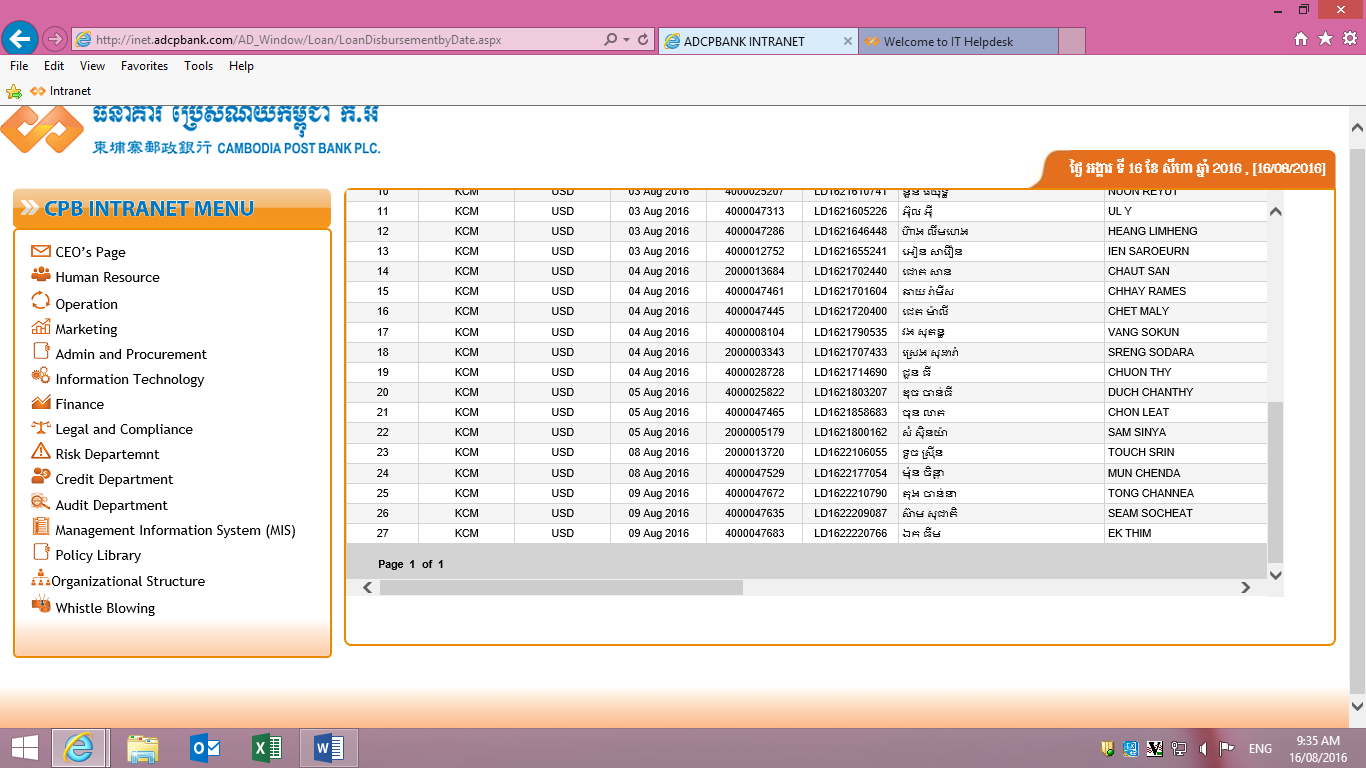 http://inet.adcpbank.com/AD_Window/Loan/LoanDisbursementbyDate.aspx
ADCPBANK INTRANET
Welcome to IT Helpdesk
File Edit View Favorites Tools Help
Intranet
ធនាគារ ប្រៃសណីយកម្ពុជា ក.អ
柬埔寨郵政銀行 CAMBODIA POST BANK PLC.
ថ្ងៃ អង្គារ ទី 16 ខែ សីហា ឆ្នាំ 2016 , [16/08/2016]
CPB INTRANET MENU
CEO's Page
Human Resource
Operation
Marketing
Admin and Procurement
Information Technology
Finance
Legal and Compliance
Risk Departemnt
Credit Department
Audit Department
Management Information System (MIS)
Policy Library
Organizational Structure
Whistle Blowing
10 KCM USD 03 Aug 2016 4000025207 LD1621610741 NUON REYUT
11 KCM USD 03 Aug 2016 4000047313 LD1621605226 អ៊ុល អ៊ី UL Y
12 KCM USD 03 Aug 2016 4000047286 LD1621646448 ហ៊ាង លីមហេង HEANG LIMHENG
13 KCM USD 03 Aug 2016 4000012752 LD1621655241 អៀន សារឿន IEN SAROEURN
14 KCM USD 04 Aug 2016 2000013684 LD1621702440 ជោត សាន CHAUT SAN
15 KCM USD 04 Aug 2016 4000047461 LD1621701604 ឆាយ រ៉ាមីស CHHAY RAMES
16 KCM USD 04 Aug 2016 4000047445 LD1621720400 ជេត ម៉ាលី CHET MALY
17 KCM USD 04 Aug 2016 4000008104 LD1621790535 វង សុគន្ធ VANG SOKUN
18 KCM USD 04 Aug 2016 2000003343 LD1621707433 ស្រេង សុដារ៉ា SRENG SODARA
19 KCM USD 04 Aug 2016 4000028728 LD1621714690 ជួន ធី CHUON THY
20 KCM USD 05 Aug 2016 4000025822 LD1621803207 ឌុច ចាន់ធី DUCH CHANTHY
21 KCM USD 05 Aug 2016 4000047465 LD1621858683 ចុន លាត CHON LEAT
22 KCM USD 05 Aug 2016 2000005179 LD1621800162 សំ ស៊ិនយ៉ា SAM SINYA
23 KCM USD 08 Aug 2016 2000013720 LD1622106055 ទូច ស្រ៊ីន TOUCH SRIN
24 KCM USD 08 Aug 2016 4000047529 LD1622177054 ម៉ុន ចិន្តា MUN CHENDA
25 KCM USD 09 Aug 2016 4000047672 LD1622210790 តុង ចាន់នា TONG CHANNEA
26 KCM USD 09 Aug 2016 4000047635 LD1622209087 ស៊ាម សុជាតិ SEAM SOCHEAT
27 KCM USD 09 Aug 2016 4000047683 LD1622220766 ឯក ធីម EK THIM
Page 1 of 1
ENG
9:35 AM
16/08/2016